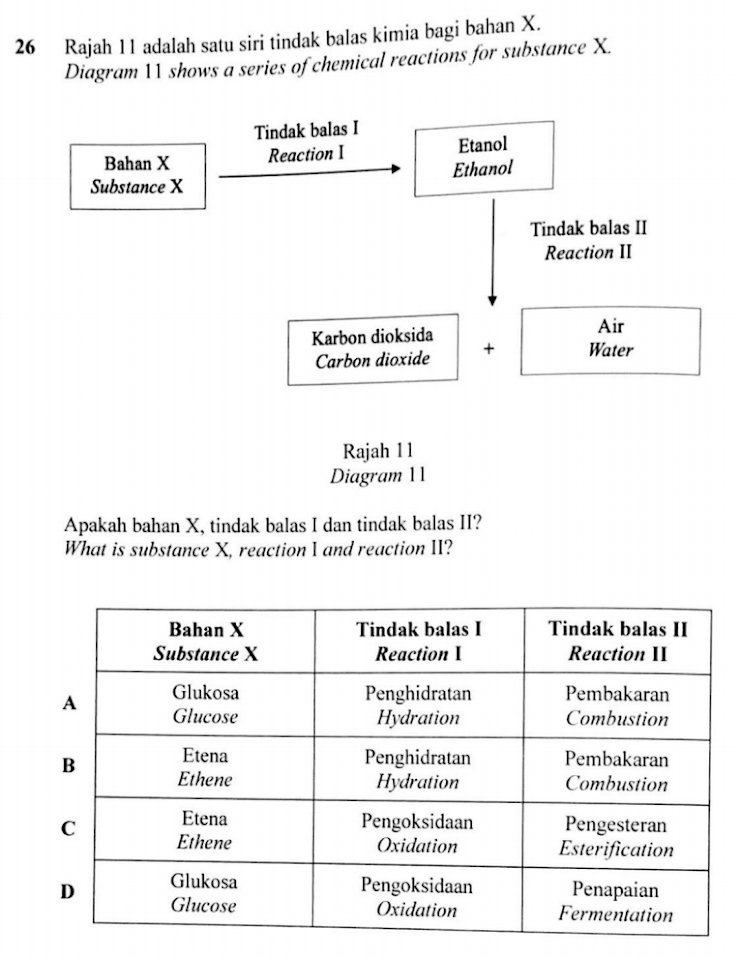 26 Rajah 11 adalah satu siri tindak balas kimia bagi bahan X.
Diagram 11 shows a series of chemical reactions for substance X.
Tindak balas I
Reaction I
Bahan X
Substance X
Etanol
Ethanol
Tindak balas II
Reaction II
Karbon dioksida
Carbon dioxide
+
Air
Water
Rajah 11
Diagram 11
Apakah bahan X, tindak balas I dan tindak balas II?
What is substance X, reaction I and reaction II?
Bahan X Tindak balas I Tindak balas II
Substance X Reaction I Reaction II
A Glukosa Penghidratan Pembakaran
Glucose Hydration Combustion
B Etena Penghidratan Pembakaran
Ethene Hydration Combustion
C Etena Pengoksidaan Pengesteran
Ethene Oxidation Esterification
D Glukosa Pengoksidaan Penapaian
Glucose Oxidation Fermentation